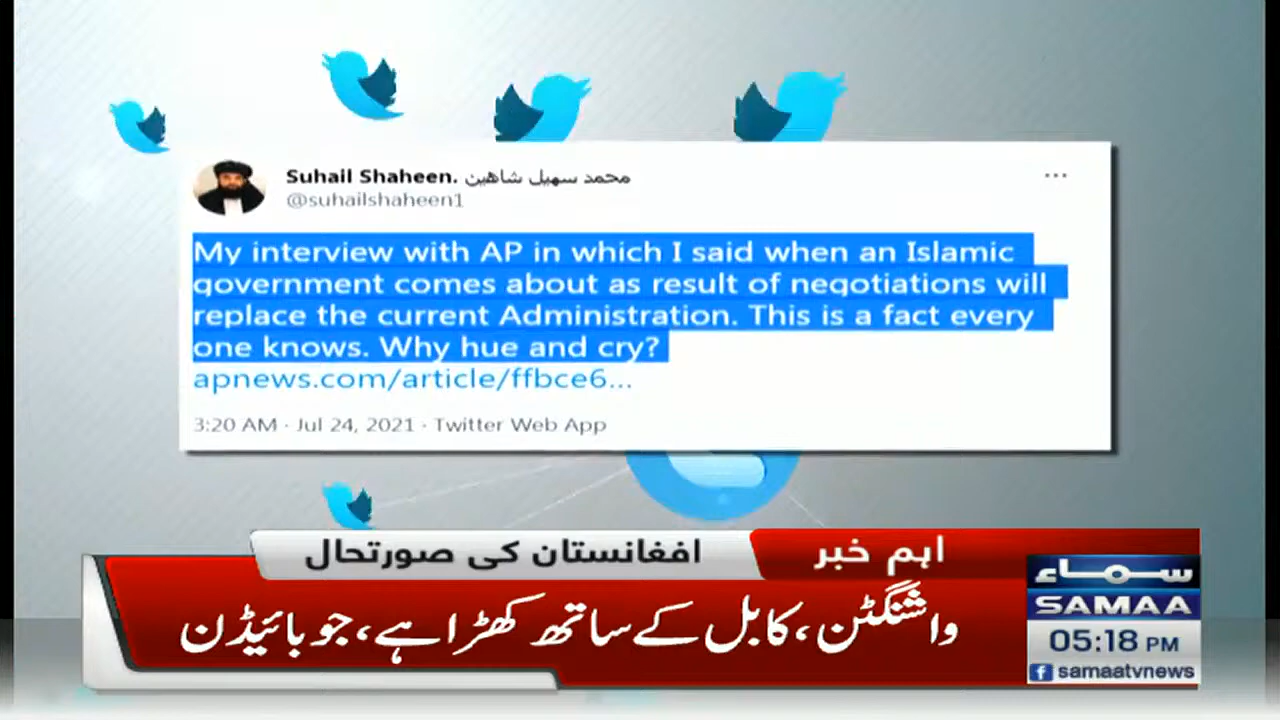 Suhail Shaheen. محمد سهیل شاهین
@suhailshaheen1
My interview with AP in which I said when an Islamic
government comes about as result of negotiations will
replace the current Administration. This is a fact every
one knows. Why hue and cry?
apnews.com/article/ffbce6...
3:20 AM · Jul 24, 2021 · Twitter Web App
اہم خبر
افغانستان کی صورتحال
واشنگٹن، کابل کے ساتھ کھڑا ہے، جو بائیڈن
سماء
SAMAA
05:18 PM
samaatvnews